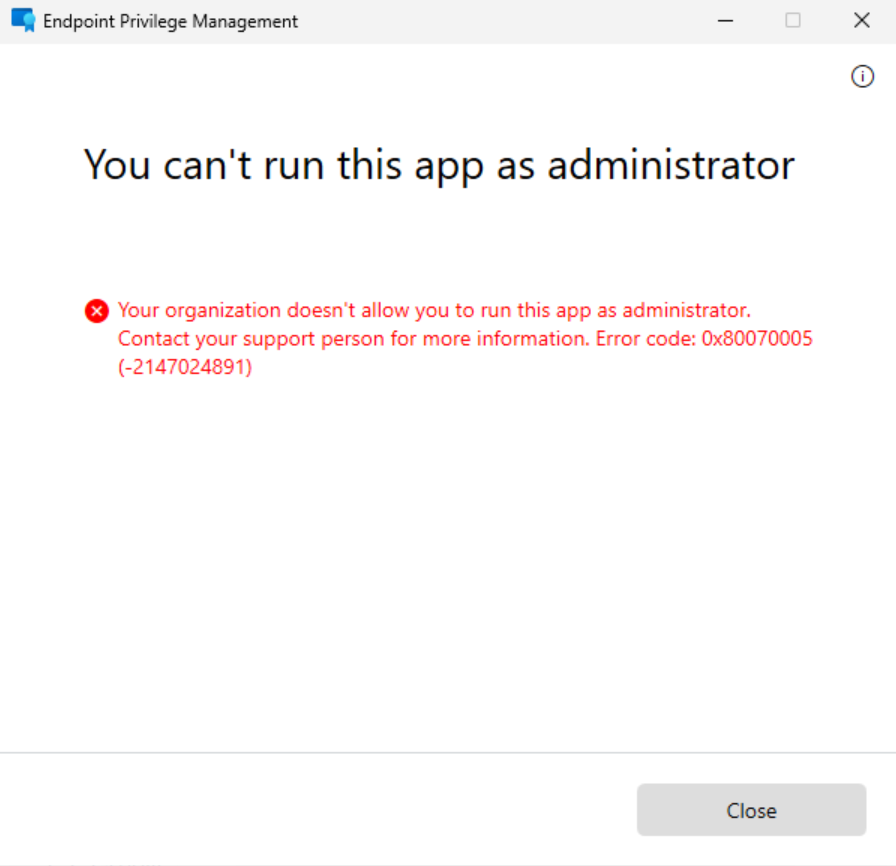 Endpoint Privilege Management
You can't run this app as administrator
Your organization doesn't allow you to run this app as administrator.
Contact your support person for more information. Error code: 0x80070005
(-2147024891)
Close